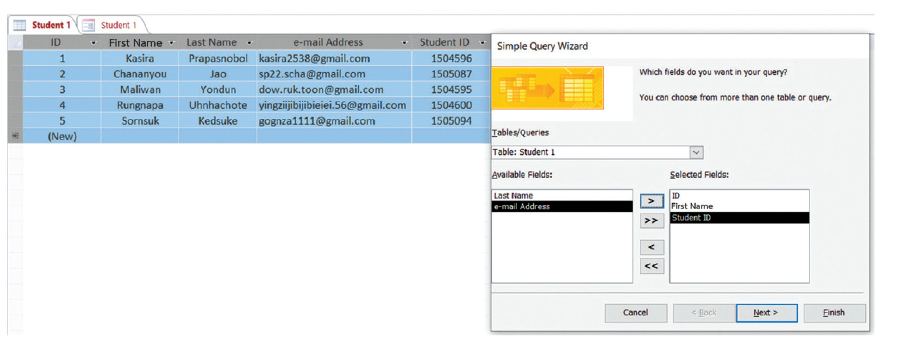 Student 1 Student 1
ID First Name Last Name e-mail Address Student ID
1 Kasira Prapasnobol kasira2538@gmail.com 1504596
2 Chananyou Jao sp22.scha@gmail.com 1505087
3 Maliwan Yondun dow.ruk.toon@gmail.com 1504595
4 Rungnapa Uhnhachote yingziijibijibieiei.56@gmail.com 1504600
5 Sornsuk Kedsuke gognza1111@gmail.com 1505094
(New)
Simple Query Wizard
Which fields do you want in your query?
You can choose from more than one table or query.
Tables/Queries
Table: Student 1
Available Fields:
Last Name
e-mail Address
>
>>
<
<<
Selected Fields:
ID
First Name
Student ID
Cancel < Back Next > Finish